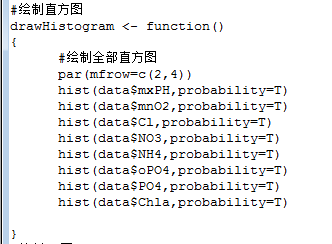 #绘制直方图
drawHistogram <- function()
{
#绘制全部直方图
par(mfrow=c(2,4))
hist(data$mxPH,probability=T)
hist(data$mnO2,probability=T)
hist(data$Cl,probability=T)
hist(data$NO3,probability=T)
hist(data$NH4,probability=T)
hist(data$oPO4,probability=T)
hist(data$PO4,probability=T)
hist(data$Chla,probability=T)
}